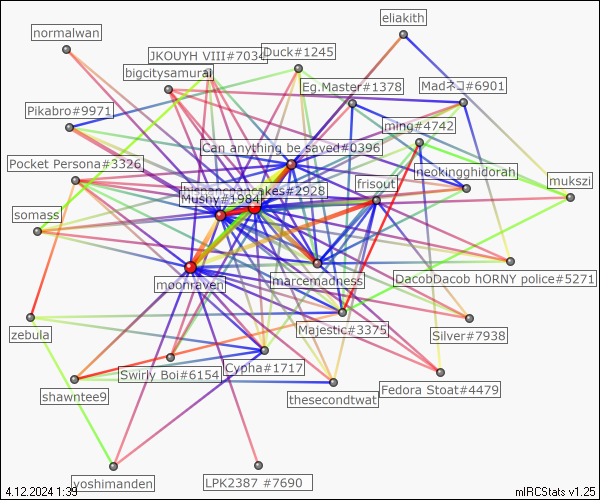 eliakith
normalwan
JKOUYH VIII#7034
Duck#1245
bigcitysamurai
Eg.Master#1378
Madネコ#6901
Pikabro#9971
ming#4742
Can anything be saved#0396
Pocket Persona#3326
neokingghidorah
mukszi
frisout
Mushy#1984
#2928
somass
moonraven
marcemadness
DacobDacob hORNY police#5271
zebula
Majestic#3375
Silver#7938
Swirly Boi#6154
Cypha#1717
shawntee9
thesecondtwat
Fedora Stoat#4479
yoshimanden
LPK2387 #7690
4.12.2024 1:39
mIRCStats v1.25